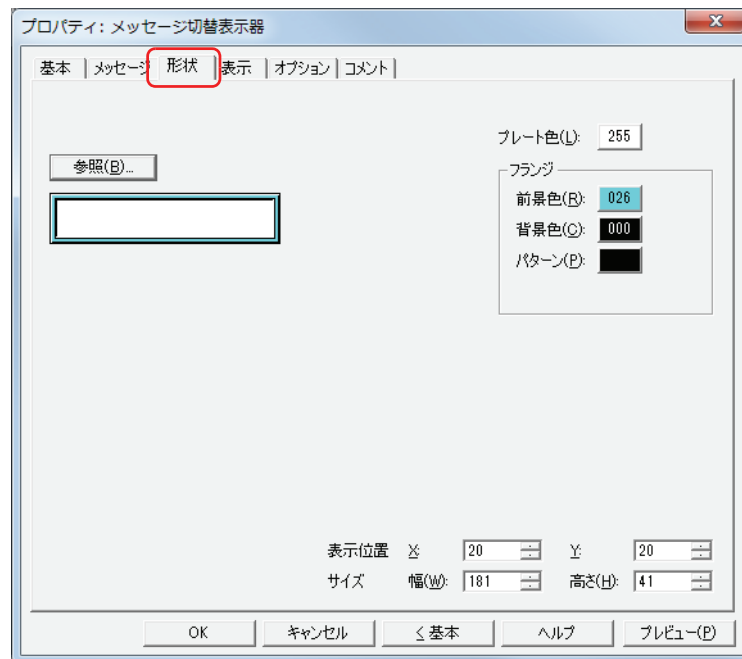 プロパティ: メッセージ切替表示器
x
基本 メッセージ 形状 表示 オプション コメント
プレート色(L): 255
参照(B)...
フランジ
前景色(R): 026
背景色(C): 000
パターン(P):
表示位置 X: 20 Y: 20
サイズ 幅(W): 181 高さ(H): 41
OK キャンセル < 基本 ヘルプ プレビュー(P)